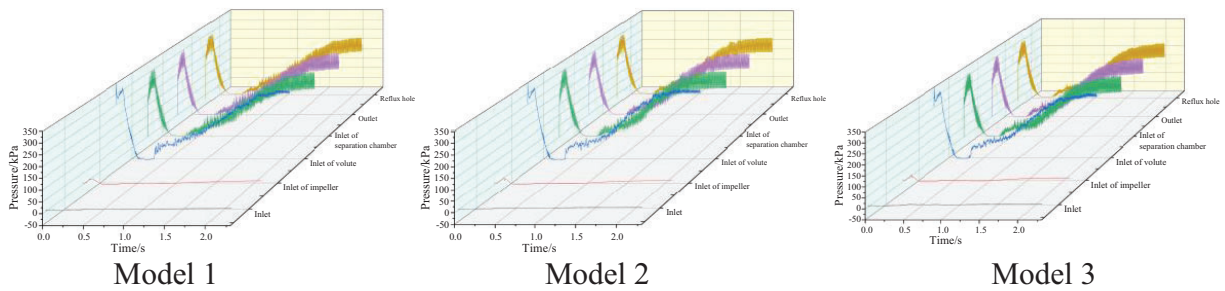 350
300
250
200
150
100
50
0
-50
Pressure/kPa
0.0 0.5 1.0 1.5 2.0
Time/s
Reflux hole
Outlet
Inlet of
separation chamber
Inlet of volute
Inlet of impeller
Inlet
Model 1
350
300
250
200
150
100
50
0
-50
Pressure/kPa
0.0 0.5 1.0 1.5 2.0
Time/s
Reflux hole
Outlet
Inlet of
separation chamber
Inlet of volute
Inlet of impeller
Inlet
Model 2
350
300
250
200
150
100
50
0
-50
Pressure/kPa
0.0 0.5 1.0 1.5 2.0
Time/s
Reflux hole
Outlet
Inlet of
separation chamber
Inlet of volute
Inlet of impeller
Inlet
Model 3